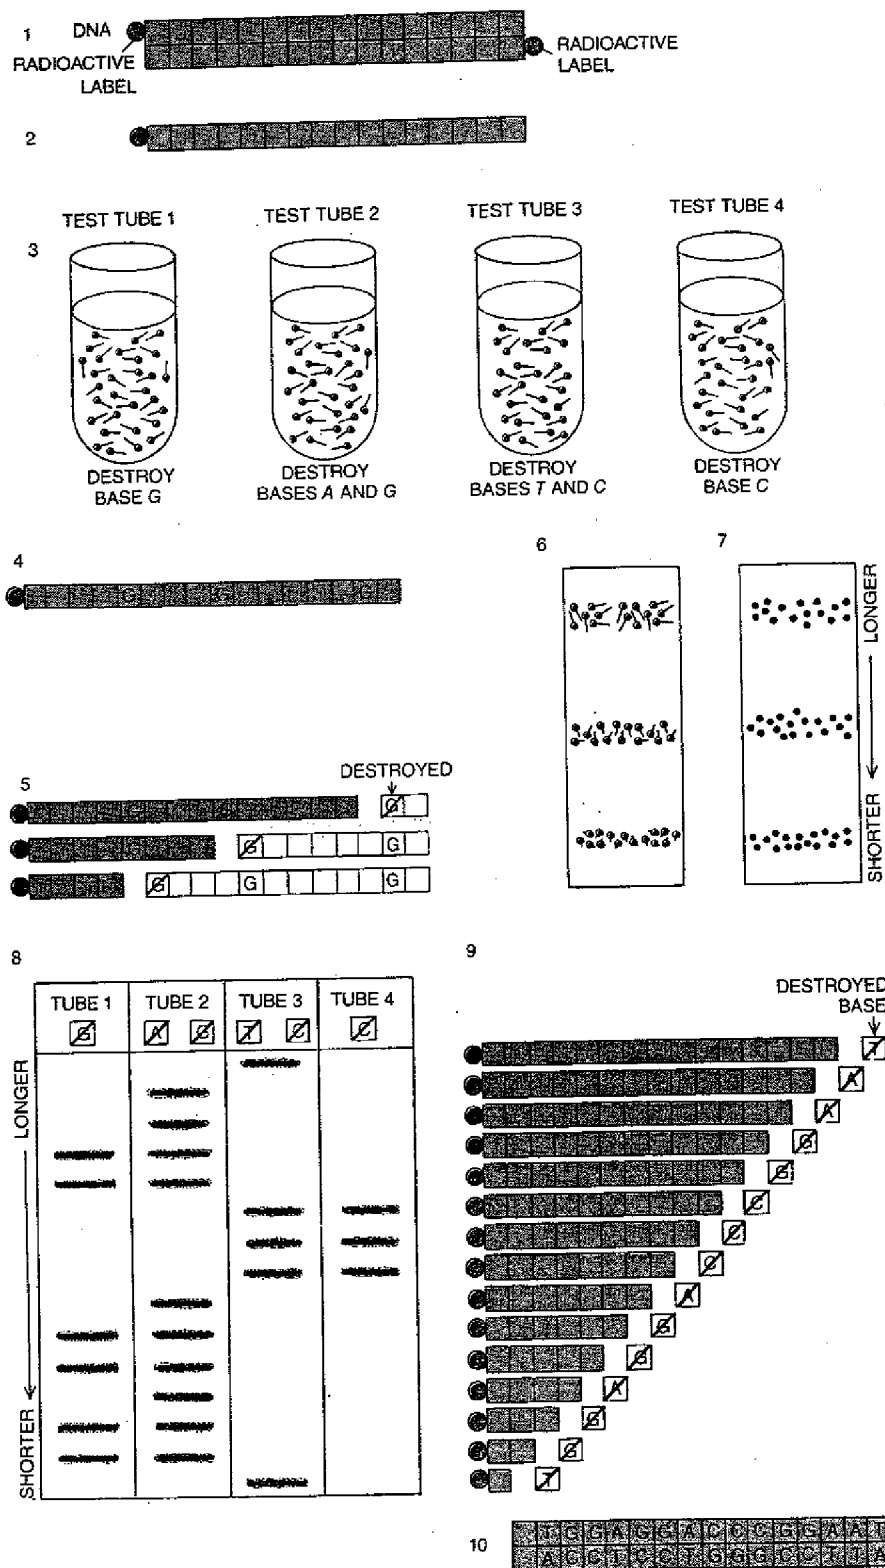 1 DNA
RADIOACTIVE
LABEL
RADIOACTIVE
LABEL
2
TEST TUBE 1
TEST TUBE 2
TEST TUBE 3
TEST TUBE 4
3
DESTROY
BASE G
DESTROY
BASES A AND G
DESTROY
BASES T AND C
DESTROY
BASE C
4
G G G
5
DESTROYED
G
G G
G G G
6
7
LONGER
SHORTER
8
TUBE 1 TUBE 2 TUBE 3 TUBE 4
G A G T C C
LONGER
SHORTER
9
DESTROYED
BASE
T
A
A
G
G
C
C
C
A
G
G
A
G
G
T
10
T G G A G G A C C C G G A A T
A C C T C C T G G G C C T T A